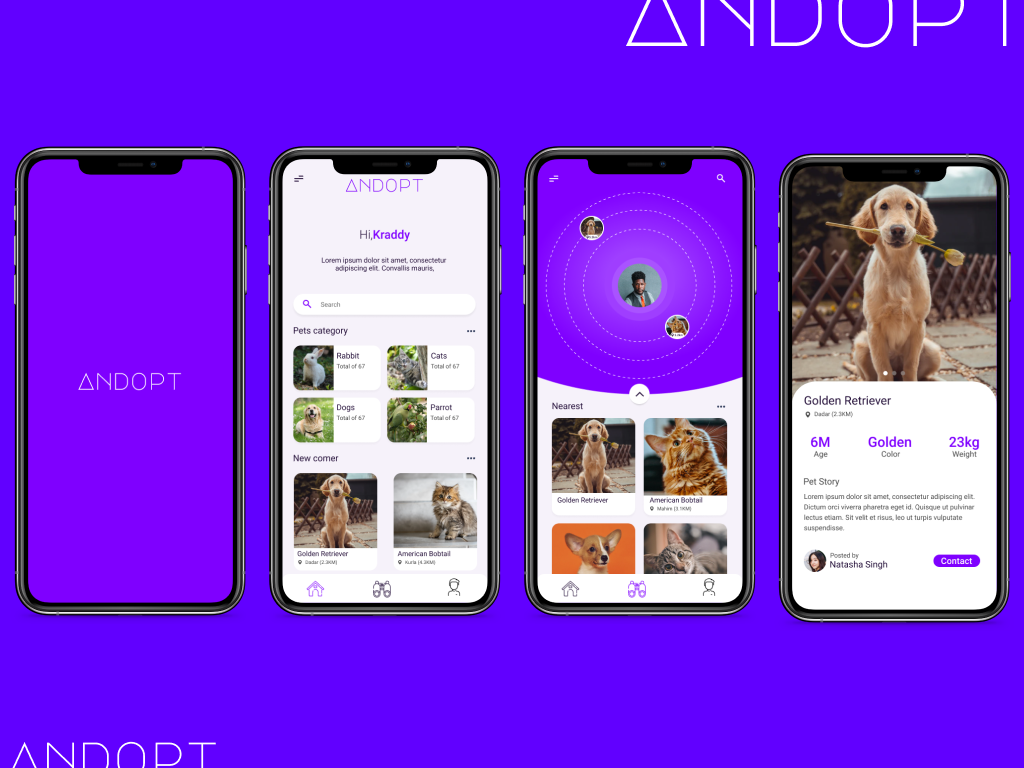 ANDOPT
ANDOPT
ANDOPT
Hi,Kraddy
Lorem ipsum dolor sit amet, consectetur
adipiscing elit. Convallis mauris,
Search
Pets category
Rabbit
Total of 67
Cats
Total of 67
Dogs
Total of 67
Parrot
Total of 67
New comer
Golden Retriever
Dadar (2.3KM)
American Bobtail
Kurla (4.3KM)
Nearest
Golden Retriever
American Bobtail
Mahim (3.1KM)
Golden Retriever
Dadar (2.3KM)
6M
Age
Golden
Color
23kg
Weight
Pet Story
Lorem ipsum dolor sit amet, consectetur adipiscing elit.
Dictum orci viverra pharetra eget id. Quisque ut pulvinar
lectus etiam. Sit velit et risus, leo ut turpis vulputate
suspendisse.
Posted by
Natasha Singh
Contact
ANDOPT